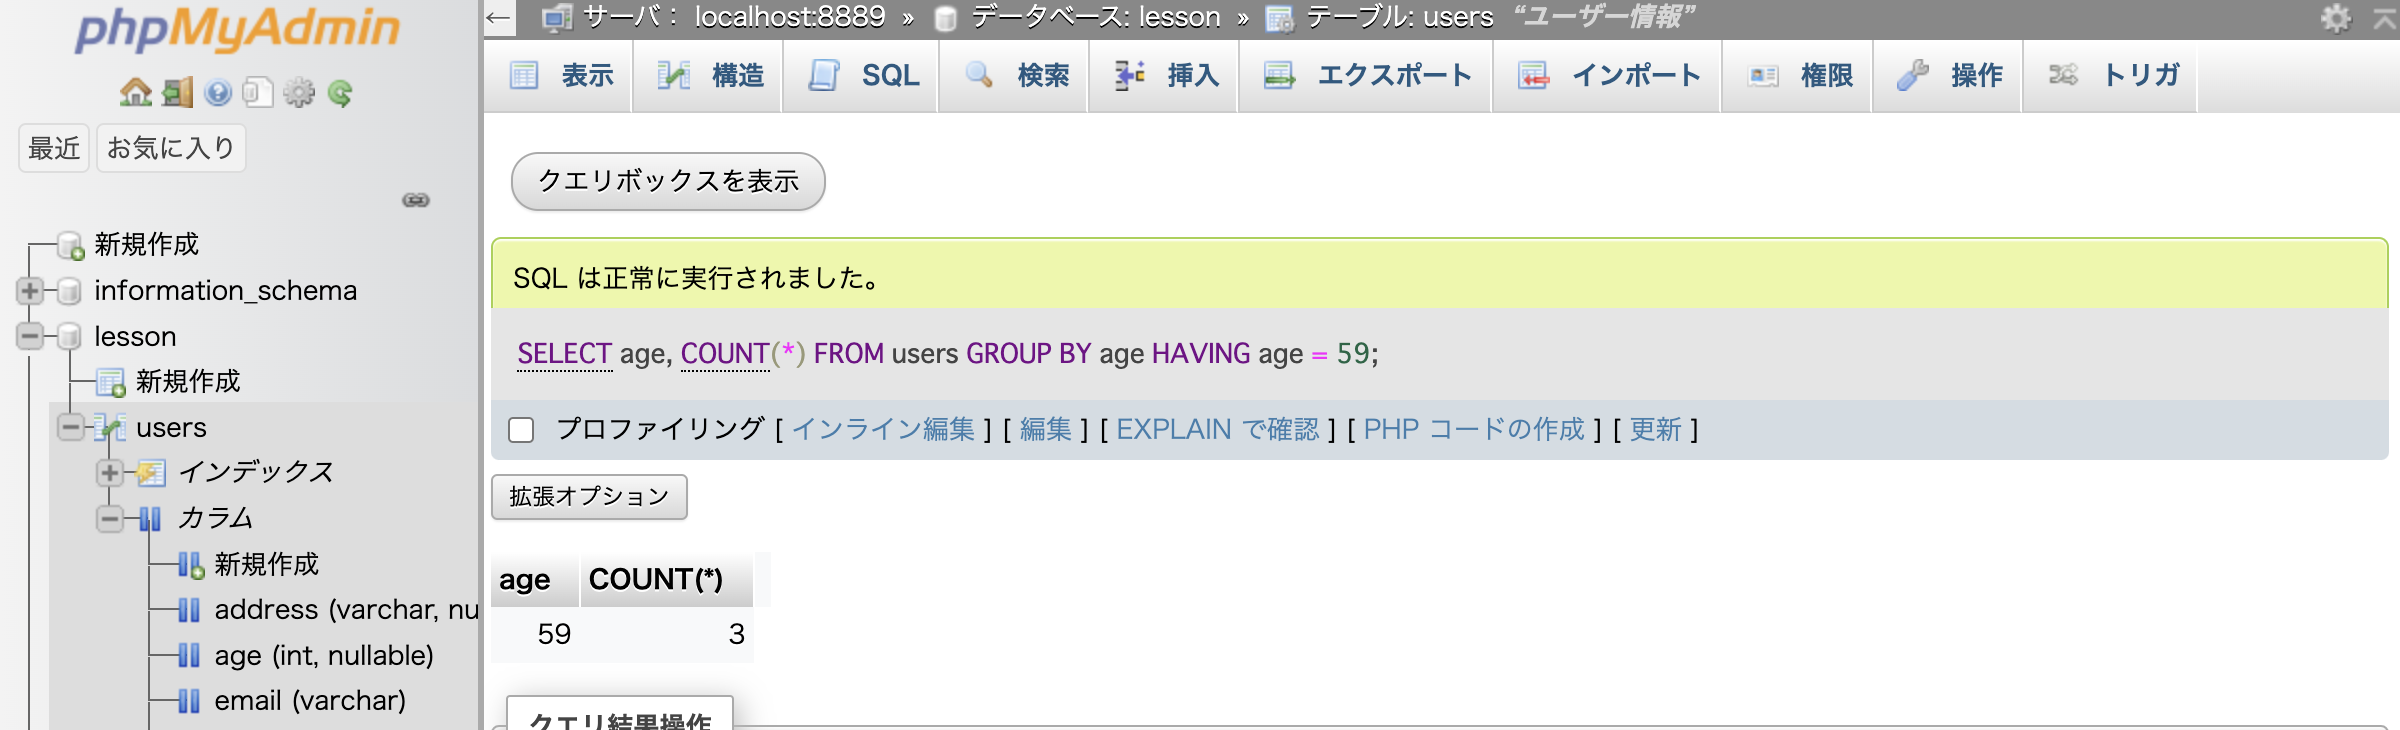 phpMyAdmin
最近 お気に入り
新規作成
information_schema
lesson
新規作成
users
インデックス
カラム
新規作成
address (varchar, nu
age (int, nullable)
email (varchar)
← サーバ： localhost:8889 » データベース: lesson » テーブル: users “ユーザー情報”
表示 構造 SQL 検索 挿入 エクスポート インポート 権限 操作 トリガ
クエリボックスを表示
SQL は正常に実行されました。
SELECT age, COUNT(*) FROM users GROUP BY age HAVING age = 59;
プロファイリング [ インライン編集 ] [ 編集 ] [ EXPLAIN で確認 ] [ PHP コードの作成 ] [ 更新 ]
拡張オプション
age COUNT(*)
59 3
クエリ結果操作